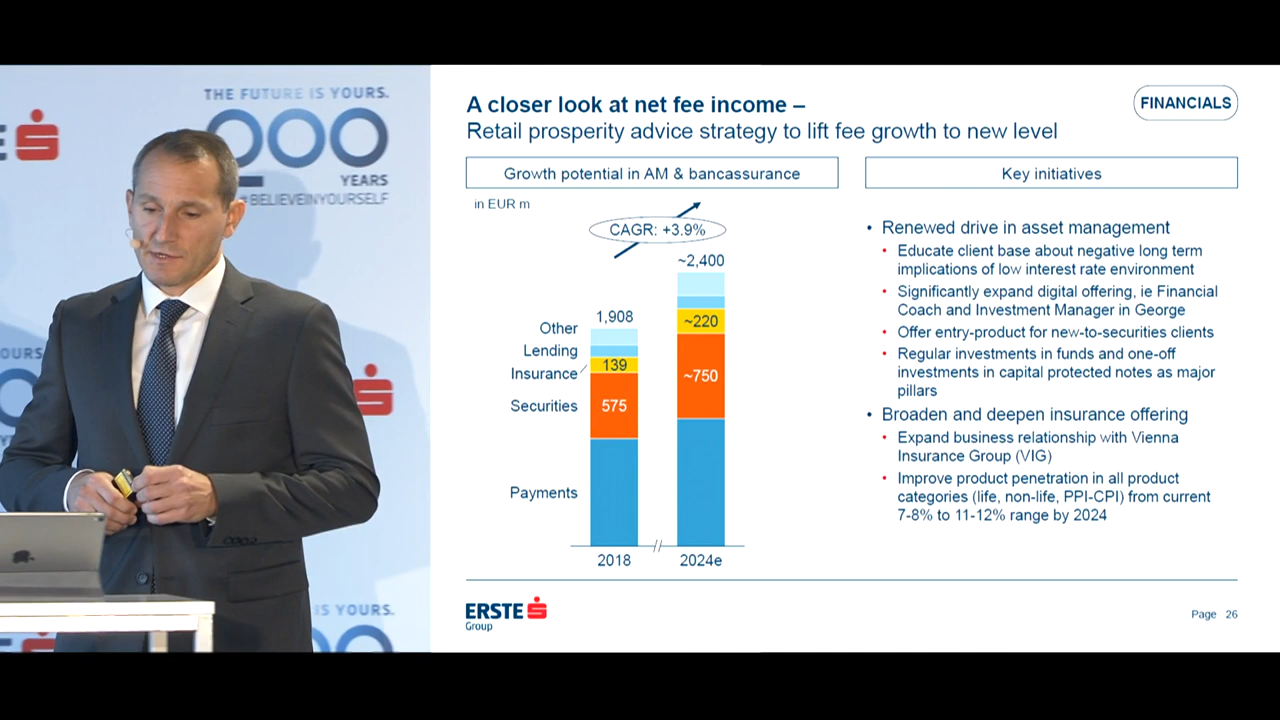 THE FUTURE IS YOURS.
200
YEARS
#BELIEVEINYOURSELF
OURS
IS YOURS.
A closer look at net fee income –
Retail prosperity advice strategy to lift fee growth to new level
FINANCIALS
Growth potential in AM & bancassurance
in EUR m
CAGR: +3.9%
~2,400
1,908
Other
Lending
Insurance
Securities
Payments
139
575
~220
~750
2018
2024e
Key initiatives
• Renewed drive in asset management
• Educate client base about negative long term
implications of low interest rate environment
• Significantly expand digital offering, ie Financial
Coach and Investment Manager in George
• Offer entry-product for new-to-securities clients
• Regular investments in funds and one-off
investments in capital protected notes as major
pillars
• Broaden and deepen insurance offering
• Expand business relationship with Vienna
Insurance Group (VIG)
• Improve product penetration in all product
categories (life, non-life, PPI-CPI) from current
7-8% to 11-12% range by 2024
ERSTE
Group
Page 26